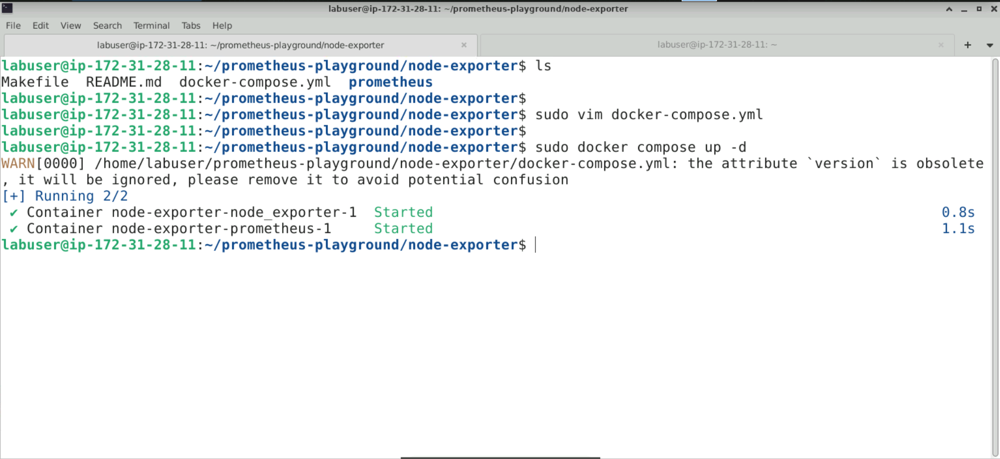 labuser@ip-172-31-28-11: ~/prometheus-playground/node-exporter
File Edit View Search Terminal Tabs Help
labuser@ip-172-31-28-11: ~/prometheus-playground/node-exporter × labuser@ip-172-31-28-11: ~ × +
labuser@ip-172-31-28-11:~/prometheus-playground/node-exporter$ ls
Makefile README.md docker-compose.yml prometheus
labuser@ip-172-31-28-11:~/prometheus-playground/node-exporter$
labuser@ip-172-31-28-11:~/prometheus-playground/node-exporter$ sudo vim docker-compose.yml
labuser@ip-172-31-28-11:~/prometheus-playground/node-exporter$
labuser@ip-172-31-28-11:~/prometheus-playground/node-exporter$ sudo docker compose up -d
WARN[0000] /home/labuser/prometheus-playground/node-exporter/docker-compose.yml: the attribute `version` is obsolete
, it will be ignored, please remove it to avoid potential confusion
[+] Running 2/2
✔ Container node-exporter-node_exporter-1 Started 0.8s
✔ Container node-exporter-prometheus-1 Started 1.1s
labuser@ip-172-31-28-11:~/prometheus-playground/node-exporter$